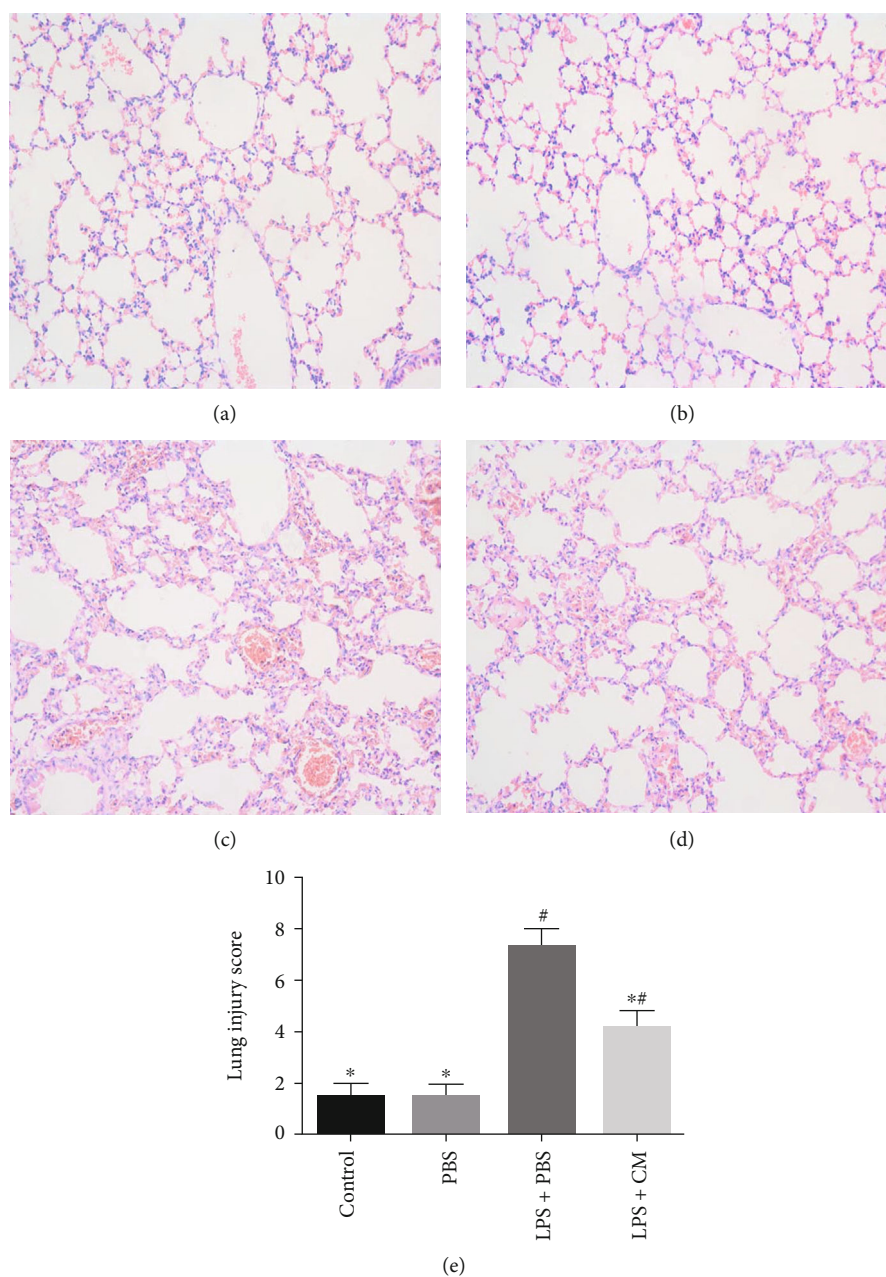 (a)
(b)
(c)
(d)
10
8
6
4
2
0
Lung injury score
*
*
#
*#
Control
PBS
LPS + PBS
LPS + CM
(e)